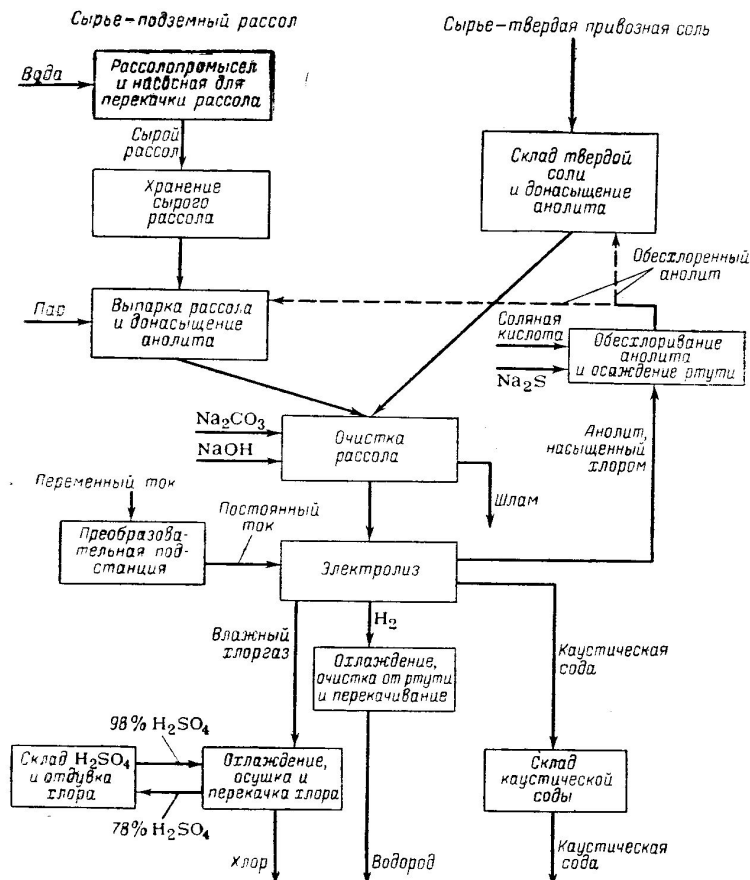 Сырье–подземный рассол
Сырье–твердая привозная соль
Вода
Рассолопромысел
и насосная для
перекачки рассола
Сырой
рассол
Склад твердой
соли
и донасыщение
анолита
Хранение
сырого
рассола
Обесхлоренный
анолит
Пар
Выпарка рассола
и донасыщение
анолита
Соляная
кислота
Na₂S
Обесхлоривание
анолита
и осаждение ртути
Na₂CO₃
NaOH
Очистка
рассола
Анолит,
насыщенный
хлором
Шлам
Переменный ток
Постоянный
ток
Преобразова-
тельная под-
станция
Электролиз
Влажный
хлоргаз
H₂
Охлаждение,
очистка от ртути
и перекачивание
Каустическая
сода
98% H₂SO₄
Склад H₂SO₄
и отдувка
хлора
78% H₂SO₄
Охлаждение,
осушка и
перекачка хлора
Склад
каустической
соды
Хлор
Водород
Каустическая
сода